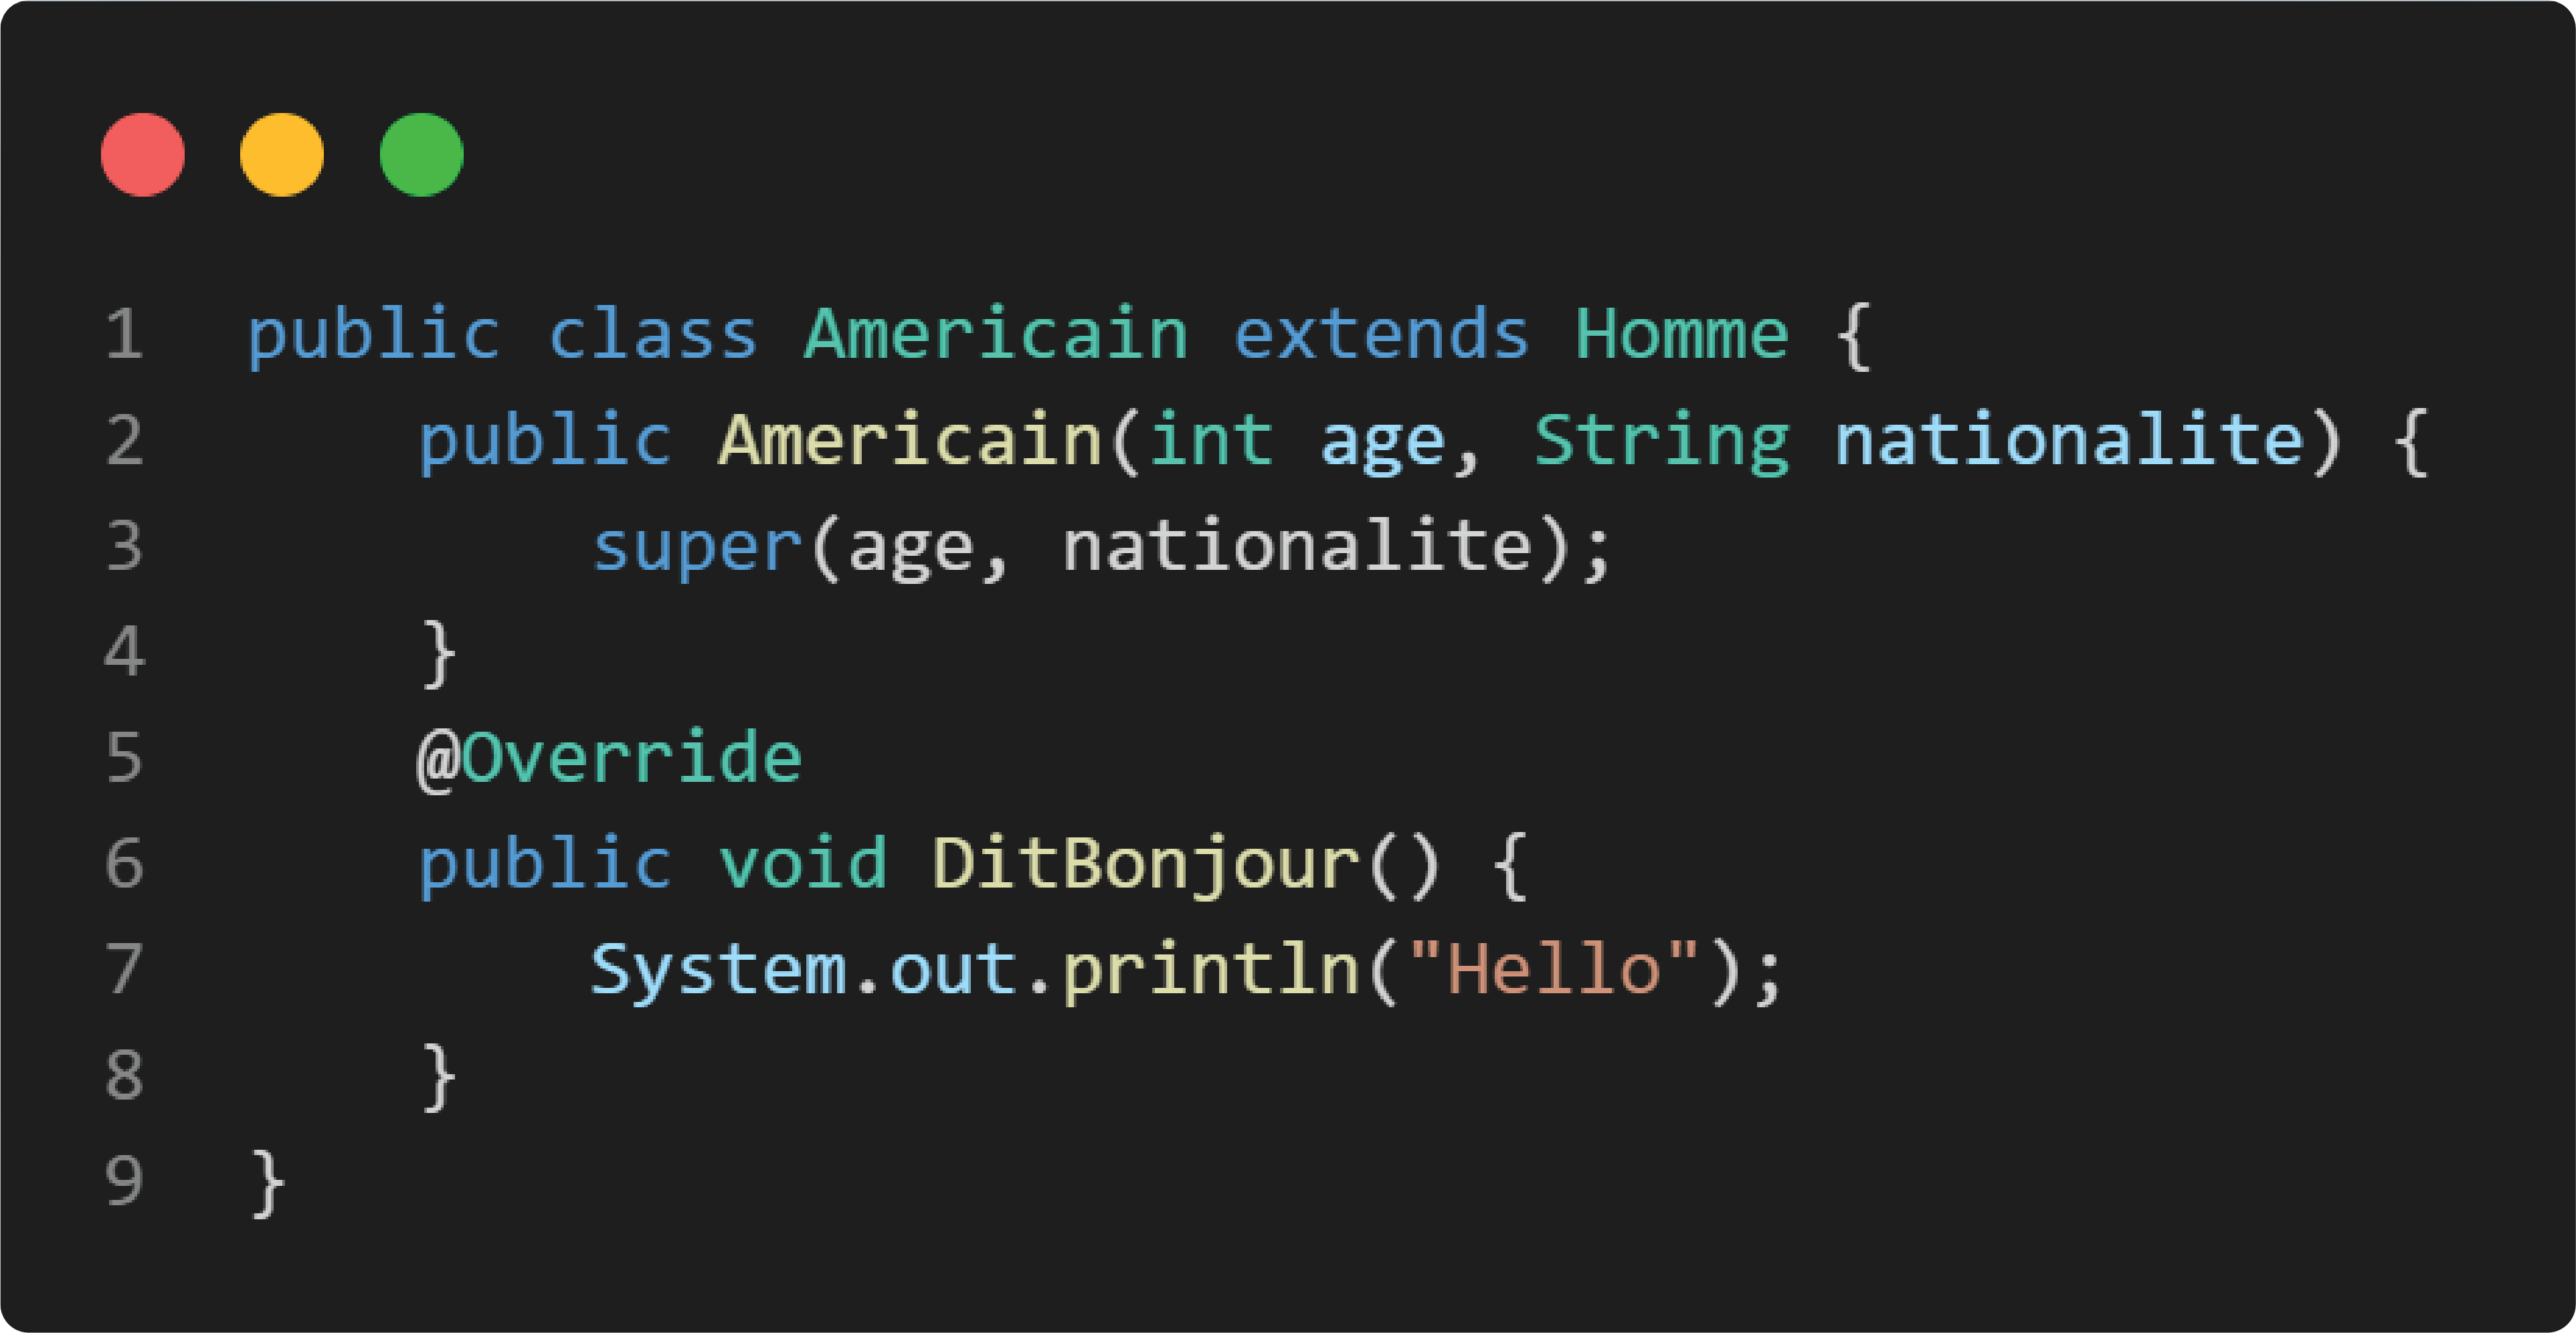 1 public class Americain extends Homme {
2     public Americain(int age, String nationalite) {
3         super(age, nationalite);
4     }
5     @Override
6     public void DitBonjour() {
7         System.out.println("Hello");
8     }
9 }